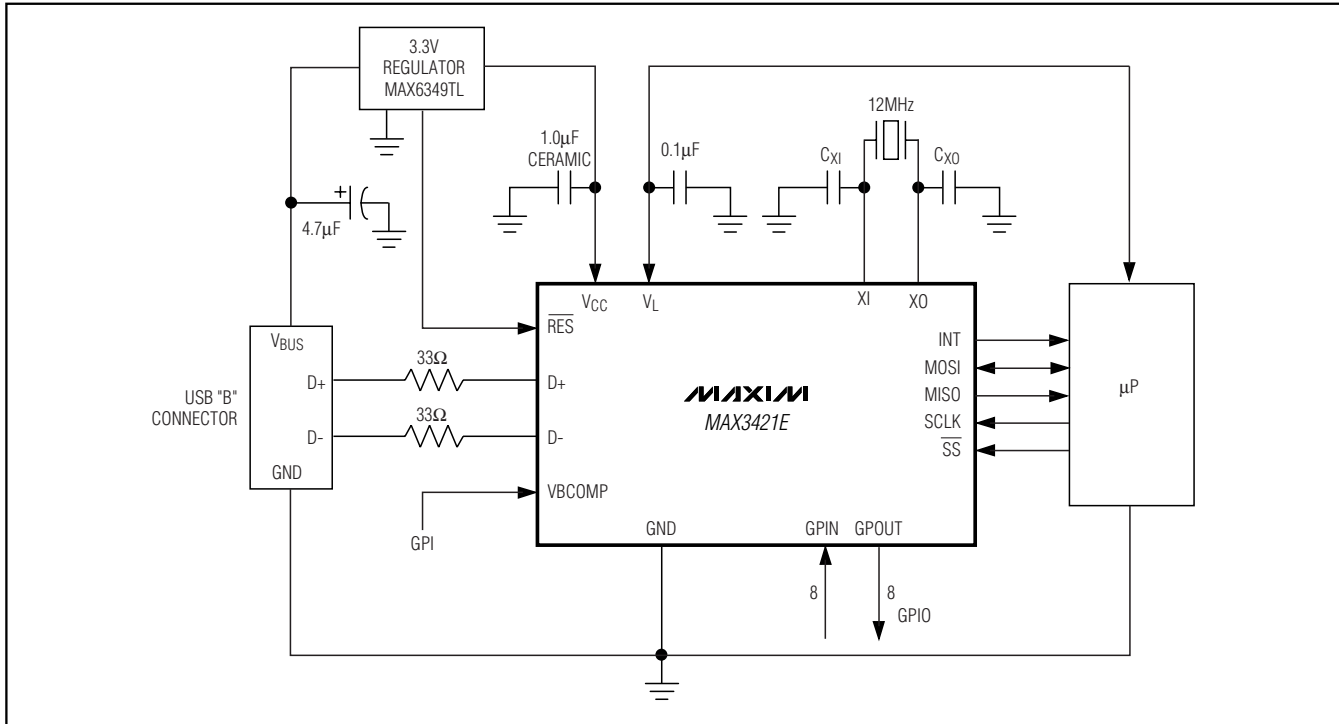 3.3V
REGULATOR
MAX6349TL
1.0µF
CERAMIC
0.1µF
12MHz
CXI
CXO
+
4.7µF
VCC
VL
XI
XO
RES
VBUS
D+
D-
GND
USB "B"
CONNECTOR
33Ω
33Ω
D+
D-
VBCOMP
GPI
MAXIM
MAX3421E
INT
MOSI
MISO
SCLK
SS
µP
GND
GPIN
GPOUT
8
8
GPIO